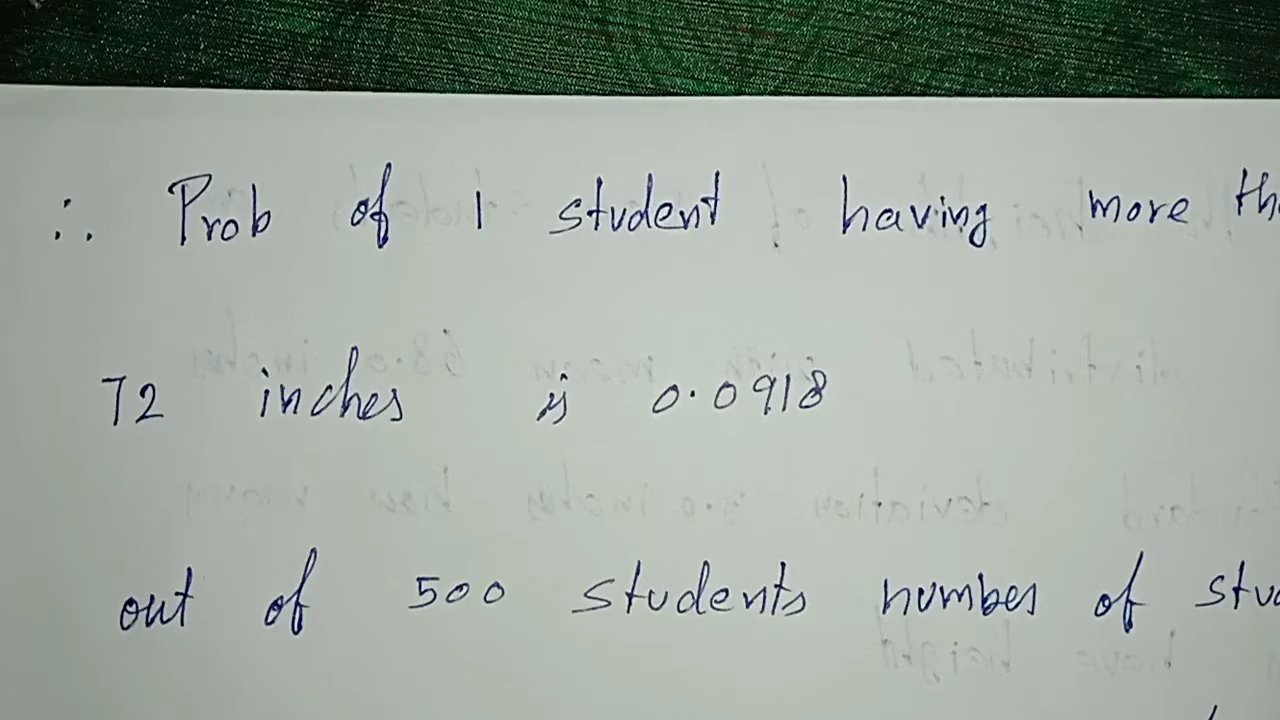 ∴ Prob of 1 student having more th
72 inches is 0.0918
out of 500 students number of stu